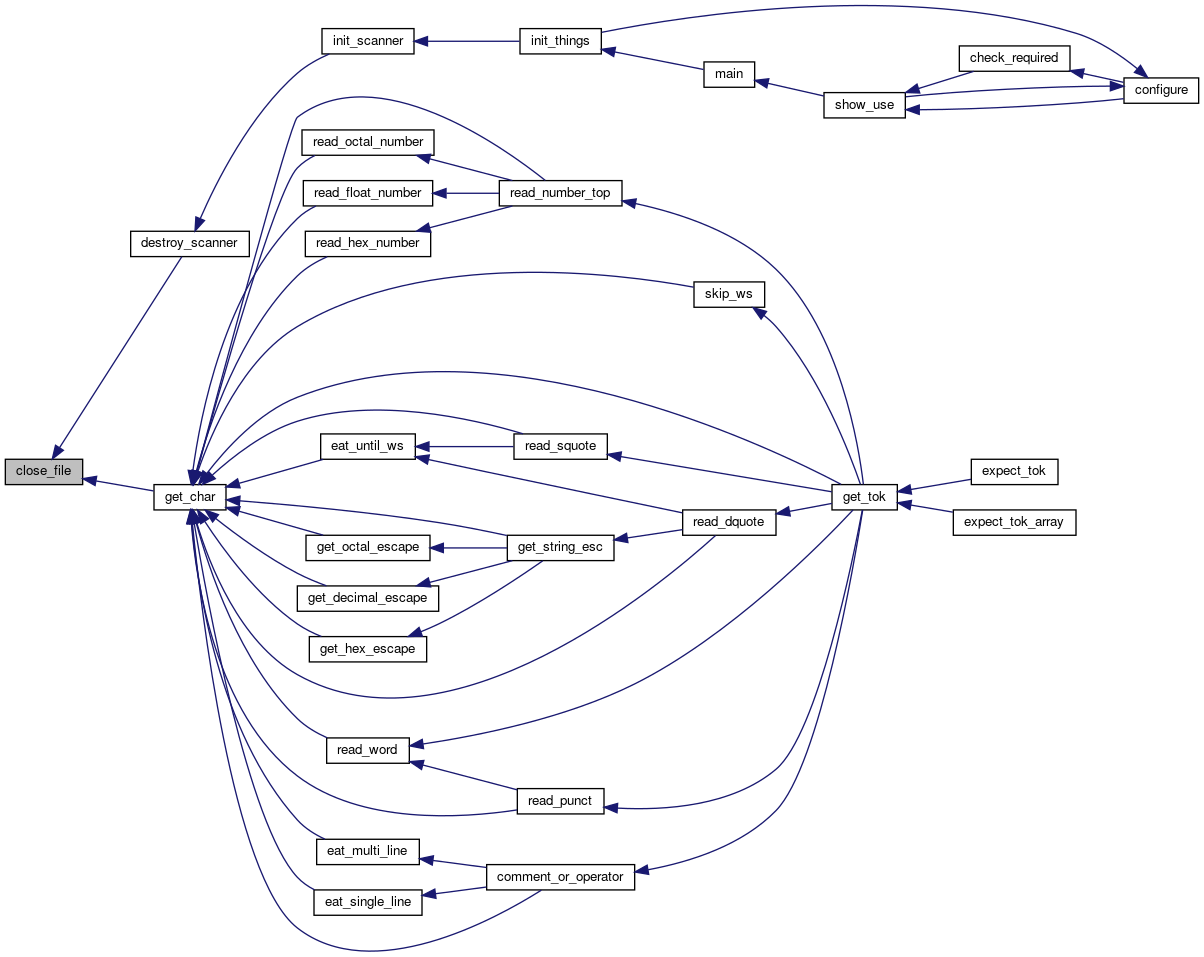 init_scanner
init_things
main
check_required
configure
show_use
read_octal_number
read_float_number
read_number_top
read_hex_number
destroy_scanner
skip_ws
eat_until_ws
read_squote
close_file
get_char
get_tok
expect_tok
read_dquote
expect_tok_array
get_octal_escape
get_string_esc
get_decimal_escape
get_hex_escape
read_word
read_punct
eat_multi_line
comment_or_operator
eat_single_line